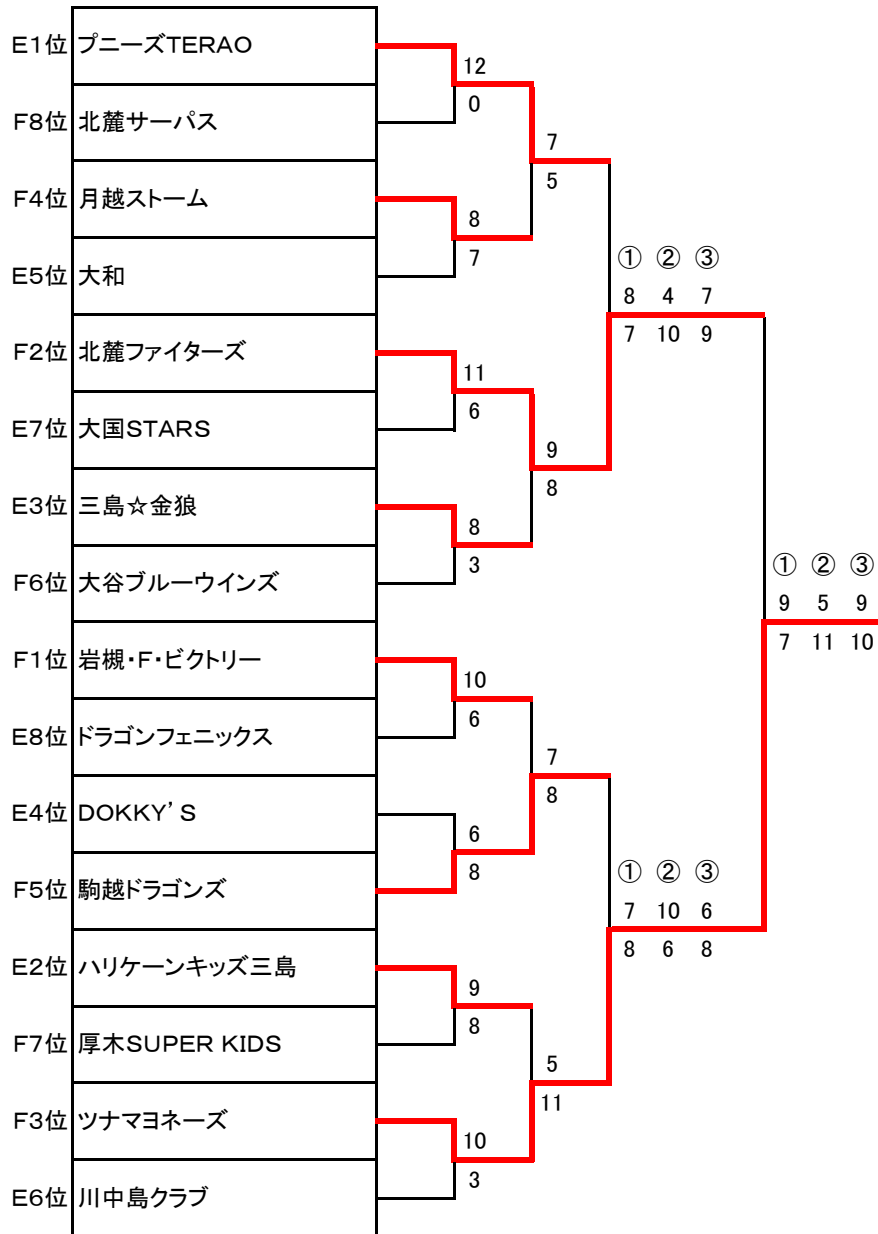 E1位 プニーズTERAO
12
0
F8位 北麓サーパス
7
5
F4位 月越ストーム
8
7
E5位 大和
① ② ③
8 4 7
7 10 9
F2位 北麓ファイターズ
11
6
E7位 大国STARS
9
8
E3位 三島☆金狼
8
3
F6位 大谷ブルーウインズ
① ② ③
9 5 9
7 11 10
F1位 岩槻・F・ビクトリー
10
6
E8位 ドラゴンフェニックス
7
8
E4位 DOKKY'S
6
8
F5位 駒越ドラゴンズ
① ② ③
7 10 6
8 6 8
E2位 ハリケーンキッズ三島
9
8
F7位 厚木SUPER KIDS
5
11
F3位 ツナマヨネーズ
10
3
E6位 川中島クラブ